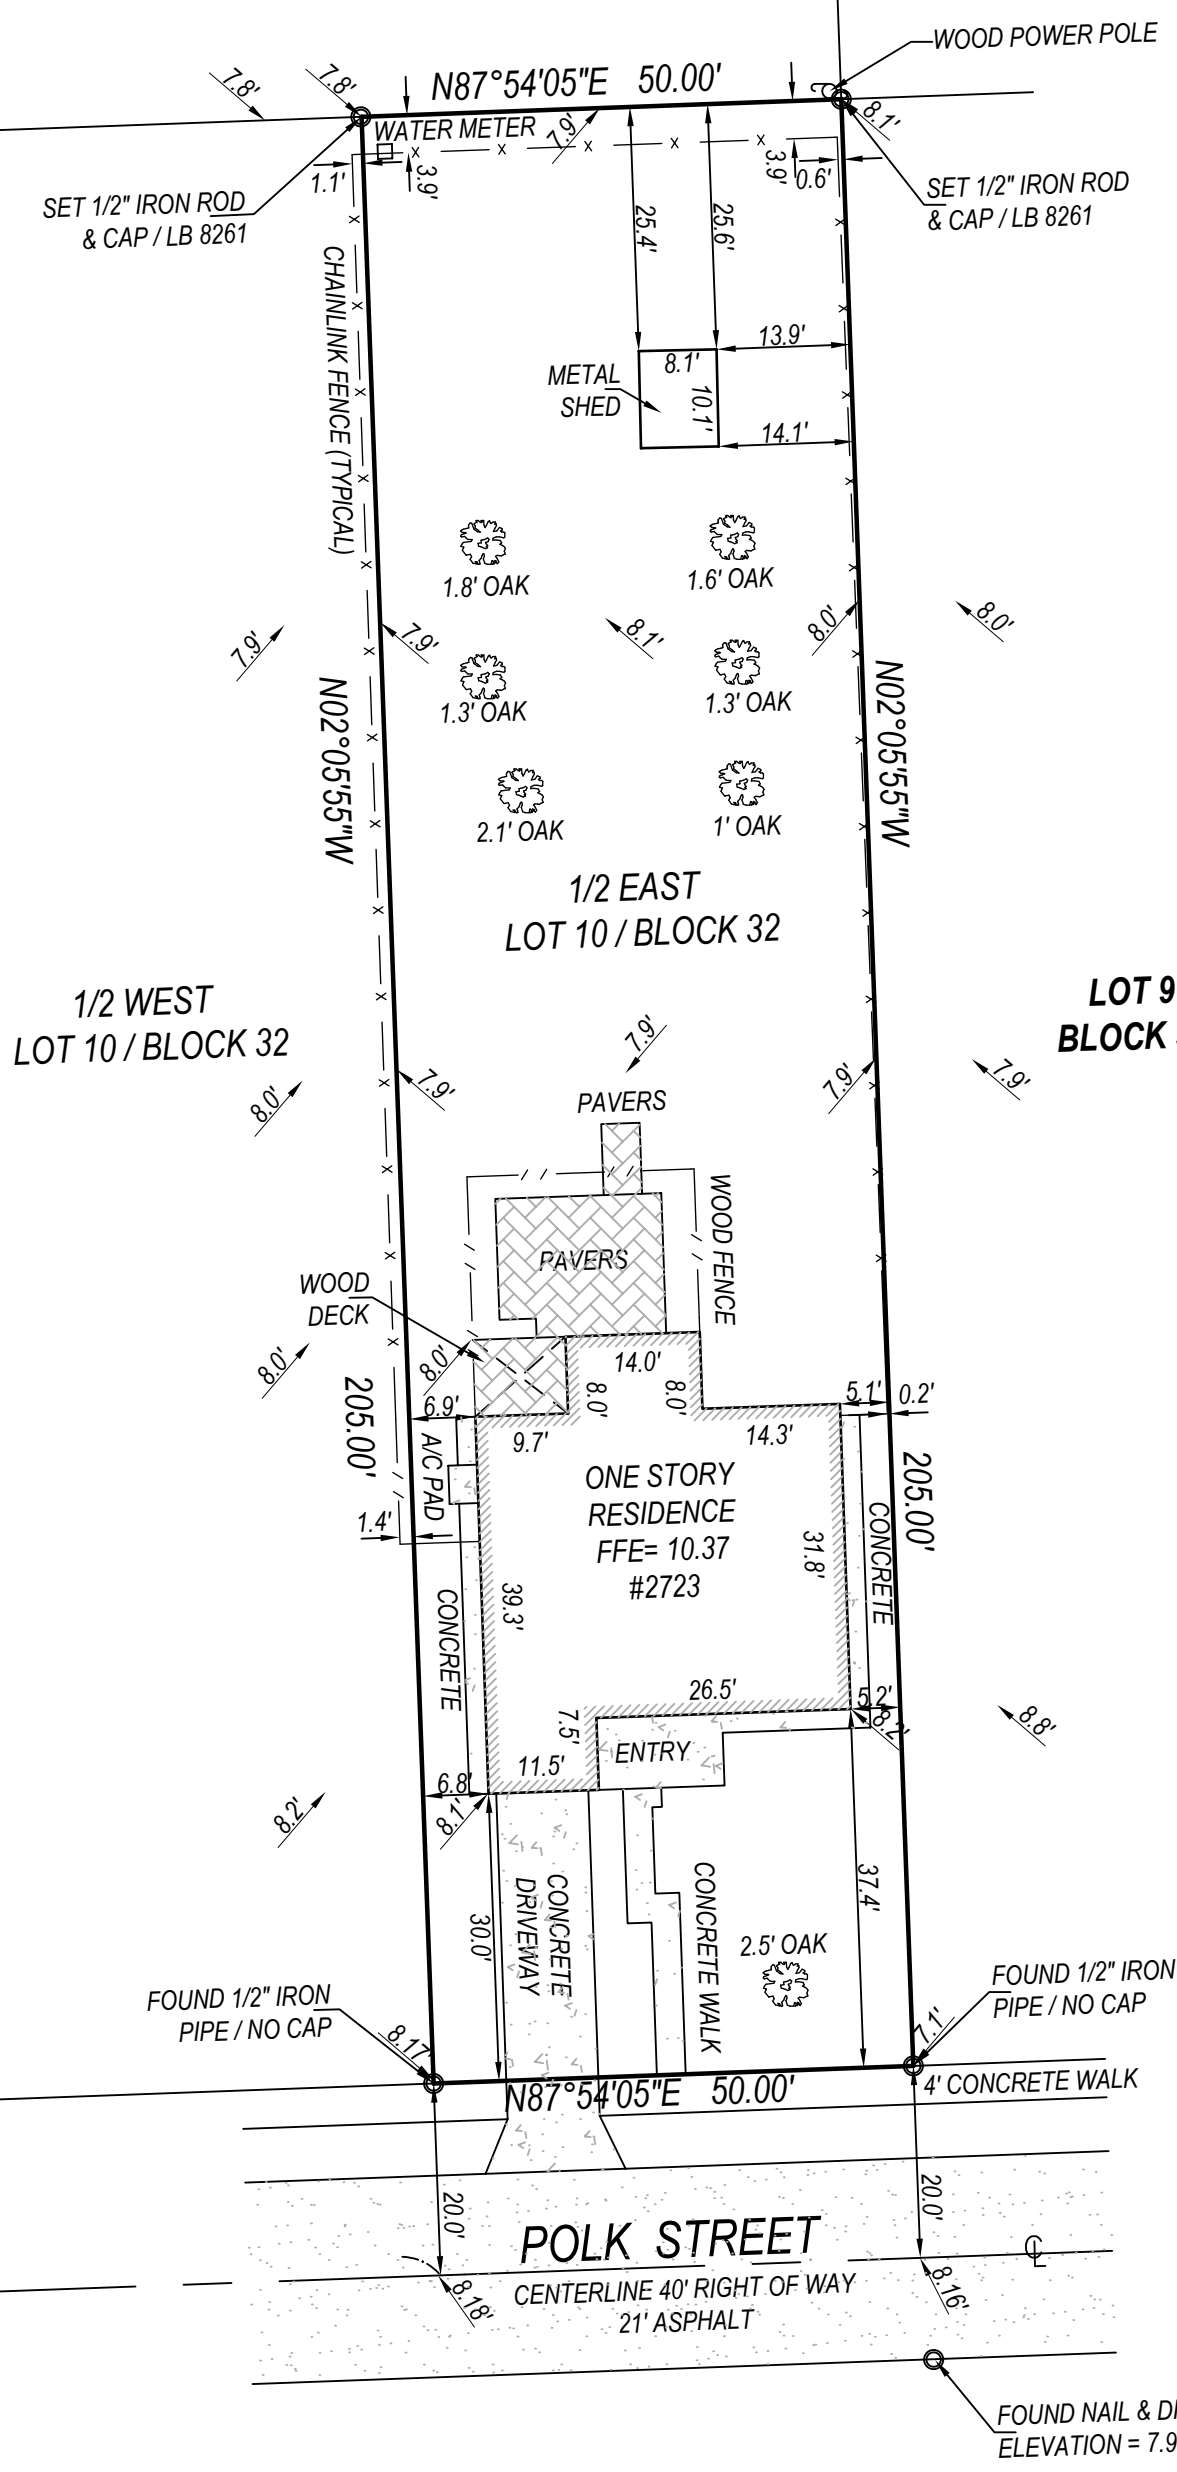 WOOD POWER POLE
7.8'
7.8'
N87°54'05"E 50.00'
8.1'
WATER METER
7.9'
1.1'
3.9'
3.9'
0.6'
SET 1/2" IRON ROD
& CAP / LB 8261
SET 1/2" IRON ROD
& CAP / LB 8261
25.4'
25.6'
CHAINLINK FENCE (TYPICAL)
13.9'
METAL
SHED
8.1'
10.1'
14.1'
1.8' OAK
1.6' OAK
7.9'
7.9'
8.1'
8.0'
8.0'
1.3' OAK
1.3' OAK
N02°05'55"W
N02°05'55"W
2.1' OAK
1' OAK
1/2 EAST
LOT 10 / BLOCK 32
1/2 WEST
LOT 10 / BLOCK 32
LOT 9
BLOCK
7.9'
8.0'
7.9'
7.9'
7.9'
PAVERS
WOOD FENCE
PAVERS
WOOD
DECK
8.0'
8.0'
14.0'
8.0'
8.0'
205.00'
6.9'
5.1'
0.2'
9.7'
14.3'
A/C PAD
ONE STORY
RESIDENCE
FFE= 10.37
#2723
205.00'
1.4'
31.8'
CONCRETE
39.3'
CONCRETE
26.5'
5.2'
8.2'
8.8'
7.5'
ENTRY
11.5'
6.8'
8.1'
8.2'
37.4'
30.0'
CONCRETE
DRIVEWAY
CONCRETE WALK
2.5' OAK
FOUND 1/2" IRON
PIPE / NO CAP
FOUND 1/2" IRON
PIPE / NO CAP
8.17'
7.1'
N87°54'05"E 50.00'
4' CONCRETE WALK
20.0'
20.0'
POLK STREET
CENTERLINE 40' RIGHT OF WAY
21' ASPHALT
8.18'
8.16'
FOUND NAIL &
ELEVATION = 7.9